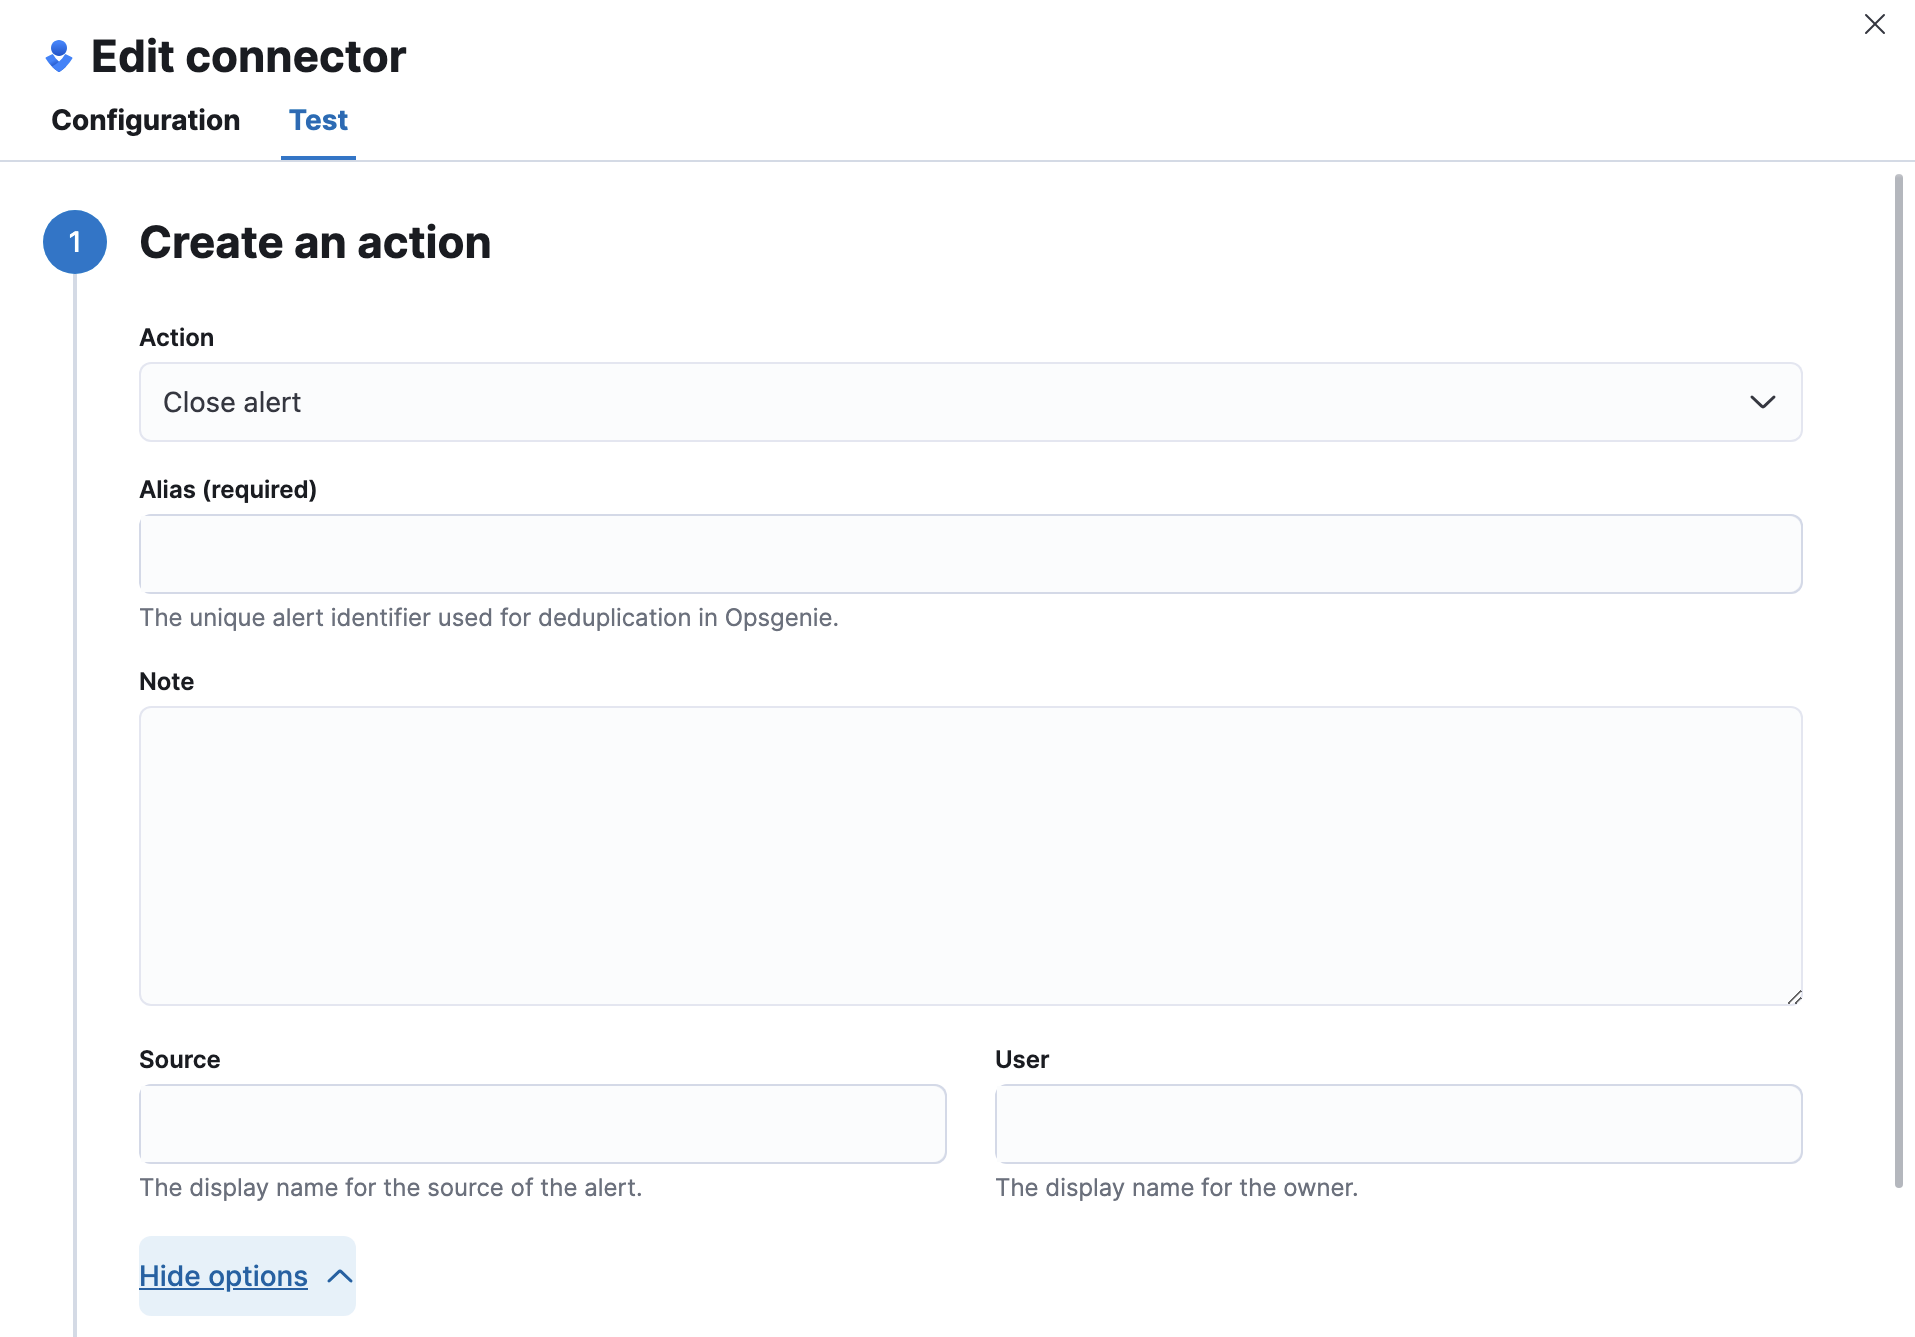 Edit connector
Configuration Test
1 Create an action
Action
Close alert
Alias (required)
The unique alert identifier used for deduplication in Opsgenie.
Note
Source User
The display name for the source of the alert. The display name for the owner.
Hide options